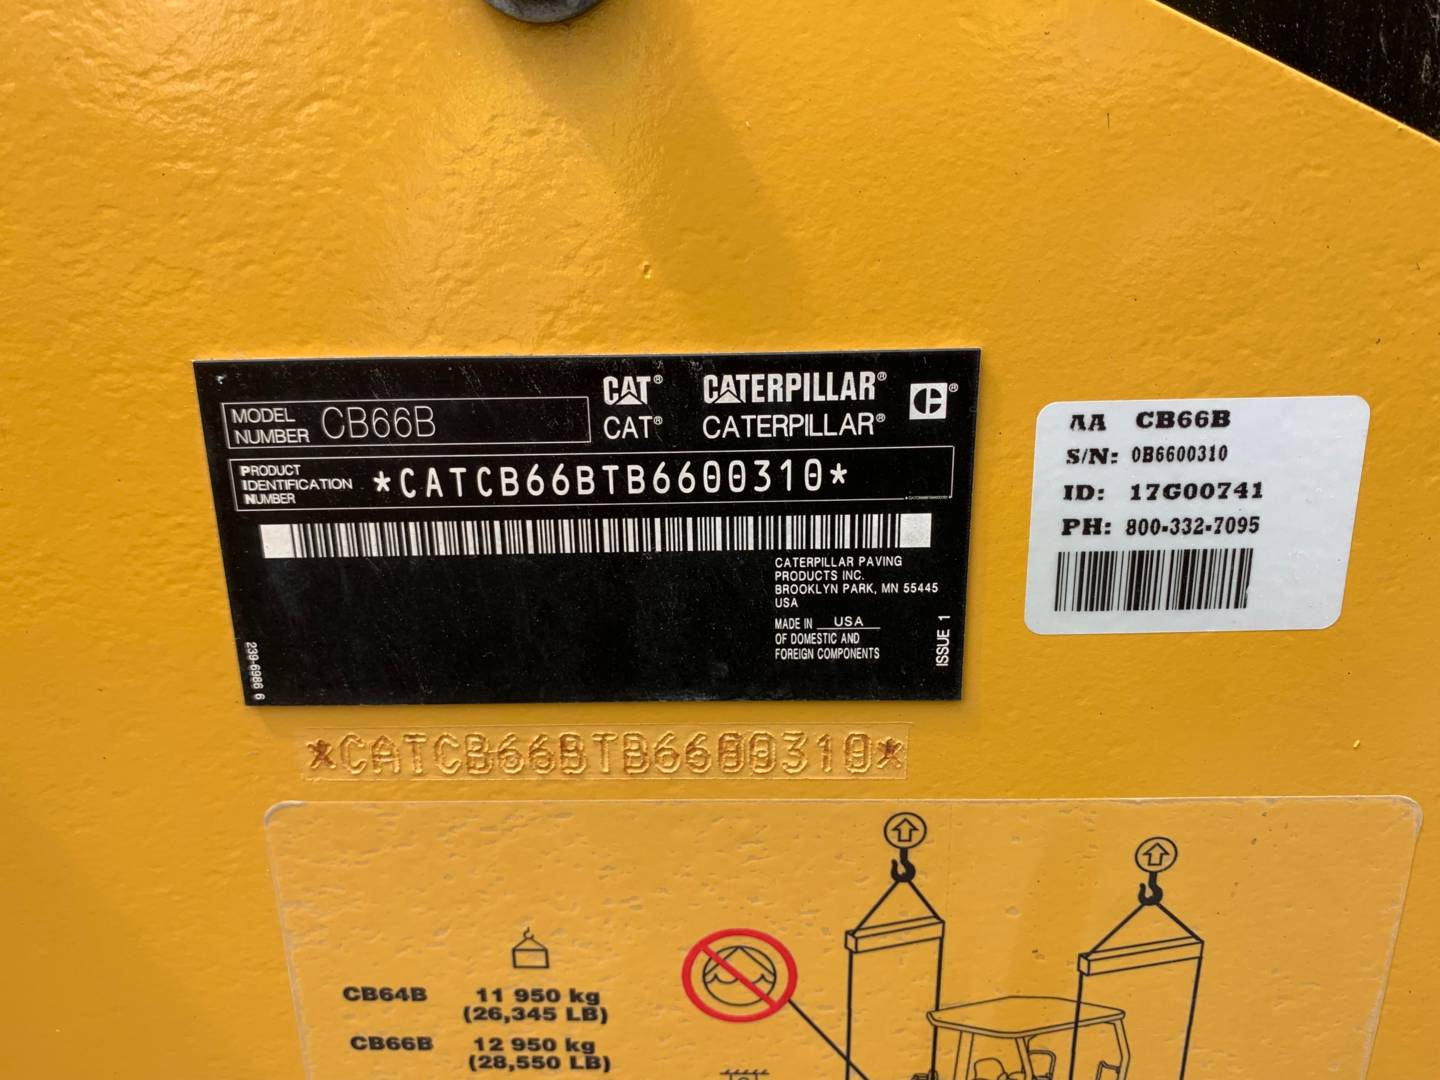 MODEL NUMBER CB66B
CAT® CATERPILLAR®
CAT® CATERPILLAR®
PRODUCT IDENTIFICATION NUMBER *CATCB66BTB6600310*
CATERPILLAR PAVING
PRODUCTS INC.
BROOKLYN PARK, MN 55445
USA
MADE IN USA
OF DOMESTIC AND
FOREIGN COMPONENTS
ISSUE 1
239-6986 6
AA CB66B
S/N: 0B6600310
ID: 17G00741
PH: 800-332-7095
*CATCB66BTB6600310*
CB64B 11 950 kg
(26,345 LB)
CB66B 12 950 kg
(28,550 LB)